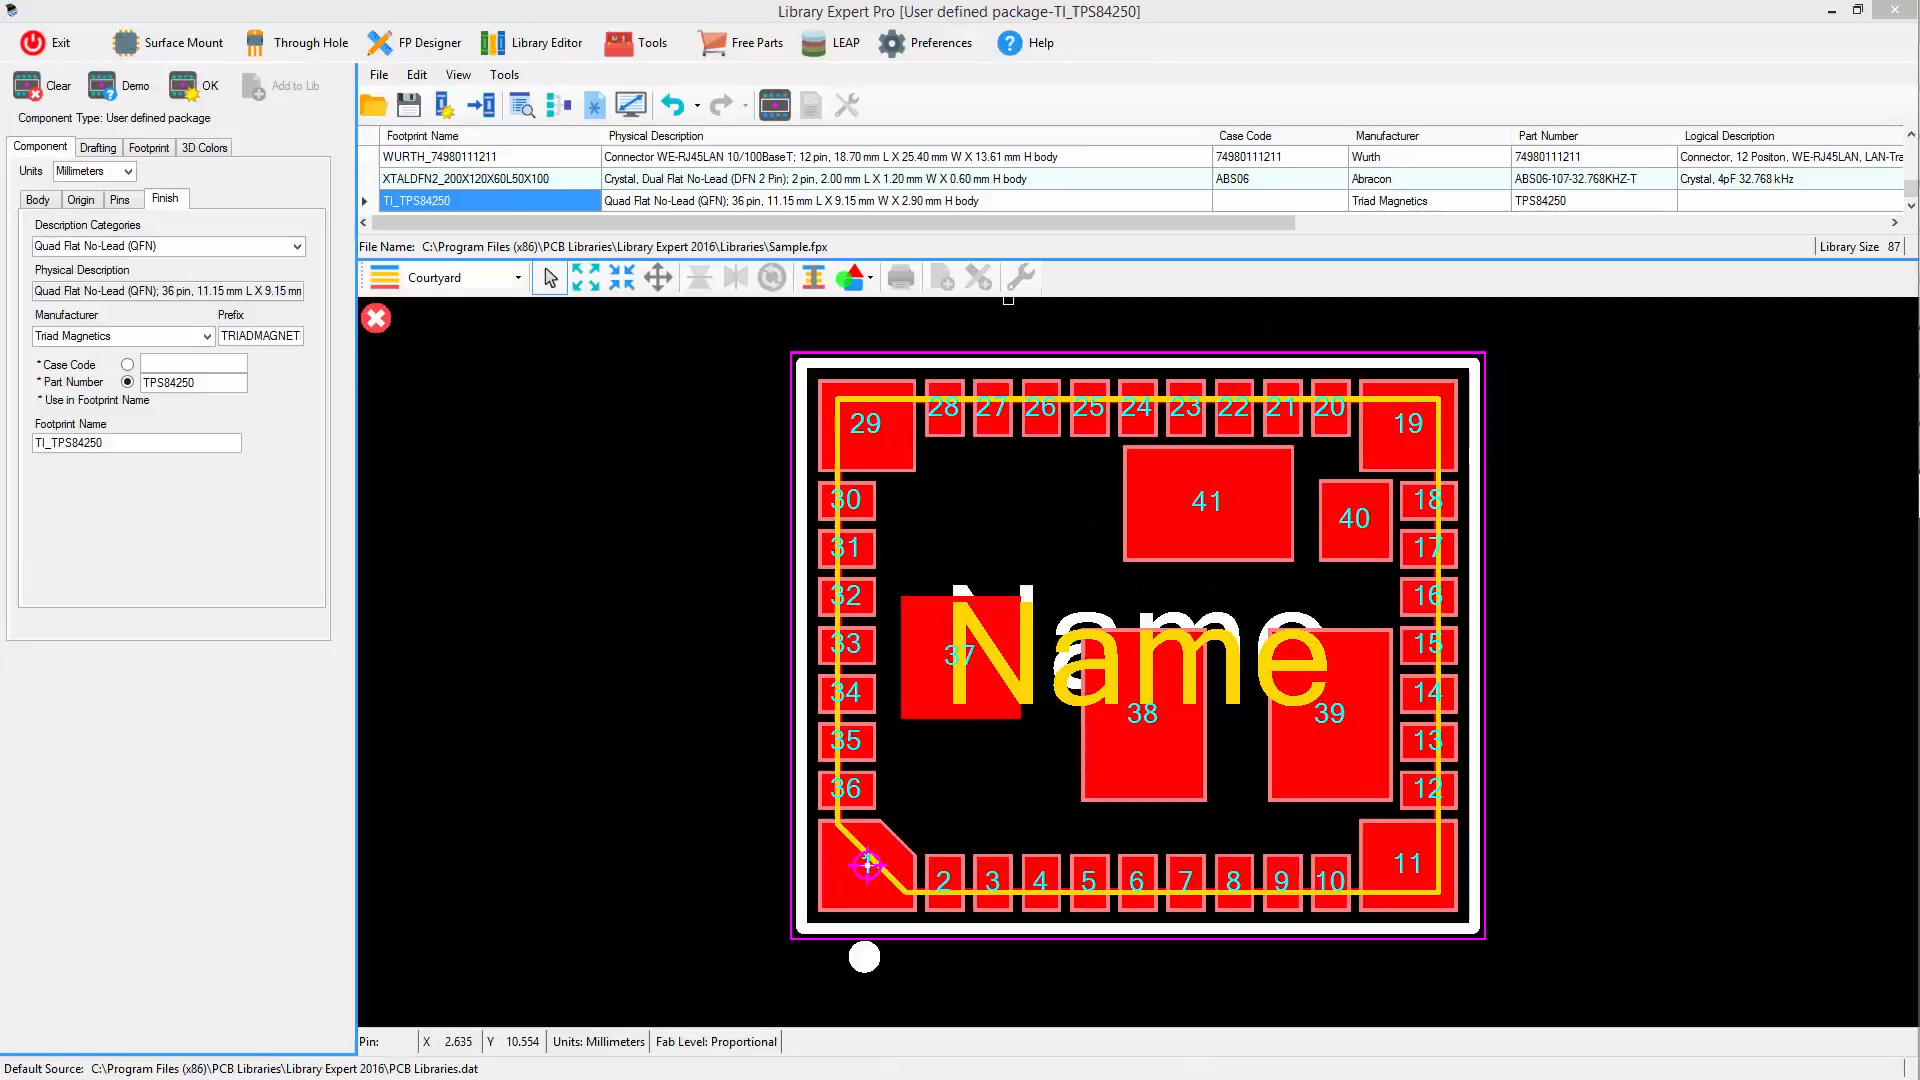 Library Expert Pro [User defined package-TI_TPS84250]
Exit Surface Mount Through Hole FP Designer Library Editor Tools Free Parts LEAP Preferences Help
Clear Demo OK Add to Lib
Component Type: User defined package
Component Drafting Footprint 3D Colors
Units Millimeters
Body Origin Pins Finish
Description Categories
Quad Flat No-Lead (QFN)
Physical Description
Quad Flat No-Lead (QFN); 36 pin, 11.15 mm L X 9.15 mm
Manufacturer Prefix
Triad Magnetics TRIADMAGNET
* Case Code
* Part Number TPS84250
* Use in Footprint Name
Footprint Name
TI_TPS84250
File Edit View Tools
Footprint Name Physical Description Case Code Manufacturer Part Number Logical Description
WURTH_74980111211 Connector WE-RJ45LAN 10/100BaseT; 12 pin, 18.70 mm L X 25.40 mm W X 13.61 mm H body 74980111211 Wurth 74980111211 Connector, 12 Positon, WE-RJ45LAN, LAN-Tra
XTALDFN2_200X120X60L50X100 Crystal, Dual Flat No-Lead (DFN 2 Pin); 2 pin, 2.00 mm L X 1.20 mm W X 0.60 mm H body ABS06 Abracon ABS06-107-32.768KHZ-T Crystal, 4pF 32.768 kHz
TI_TPS84250 Quad Flat No-Lead (QFN); 36 pin, 11.15 mm L X 9.15 mm W X 2.90 mm H body Triad Magnetics TPS84250
File Name: C:\Program Files (x86)\PCB Libraries\Library Expert 2016\Libraries\Sample.fpx Library Size 87
Courtyard
29 28 27 26 25 24 23 22 21 20 19
30 41 40 18
31 17
32 16
Name
Name
33 37 15
34 38 39 14
35 13
36 12
1 2 3 4 5 6 7 8 9 10 11
Pin: X 2.635 Y 10.554 Units: Millimeters Fab Level: Proportional
Default Source: C:\Program Files (x86)\PCB Libraries\Library Expert 2016\PCB Libraries.dat